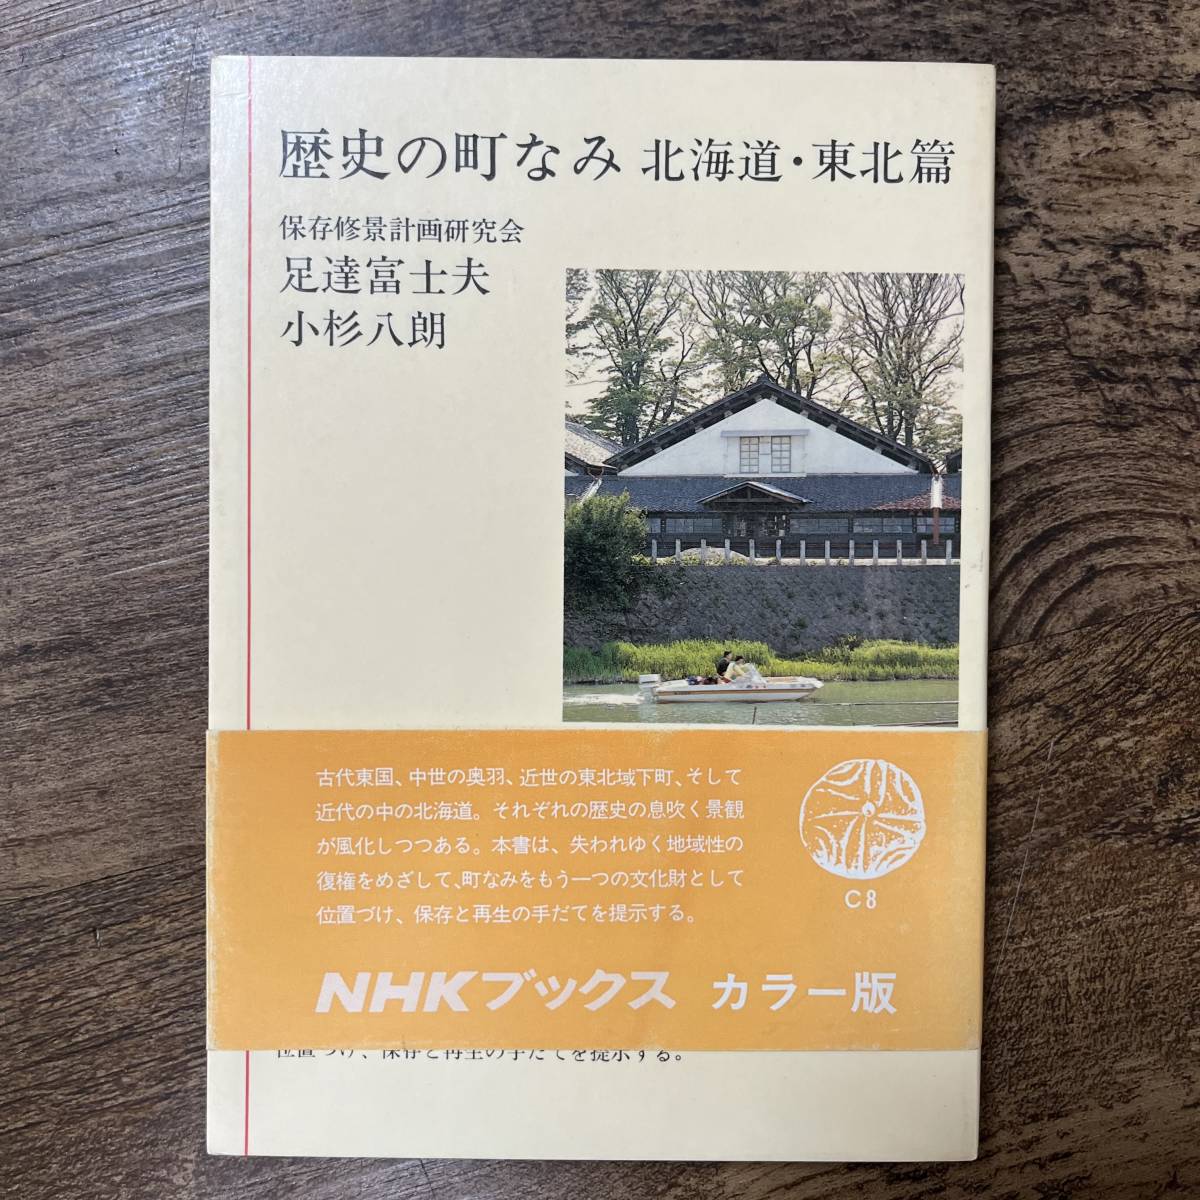 歴史の町なみ 北海道・東北篇
保存修景計画研究会
足達富士夫
小杉八朗
古代東国、中世の奥羽、近世の東北城下町、そして
近代の中の北海道。それぞれの歴史の息吹く景観
が風化しつつある。本書は、失われゆく地域性の
復権をめざして、町なみをもう一つの文化財として
位置づけ、保存と再生の手だてを提示する。
C8
NHKブックス カラー版
位置づけ、保存と再生の手だてを提示する。